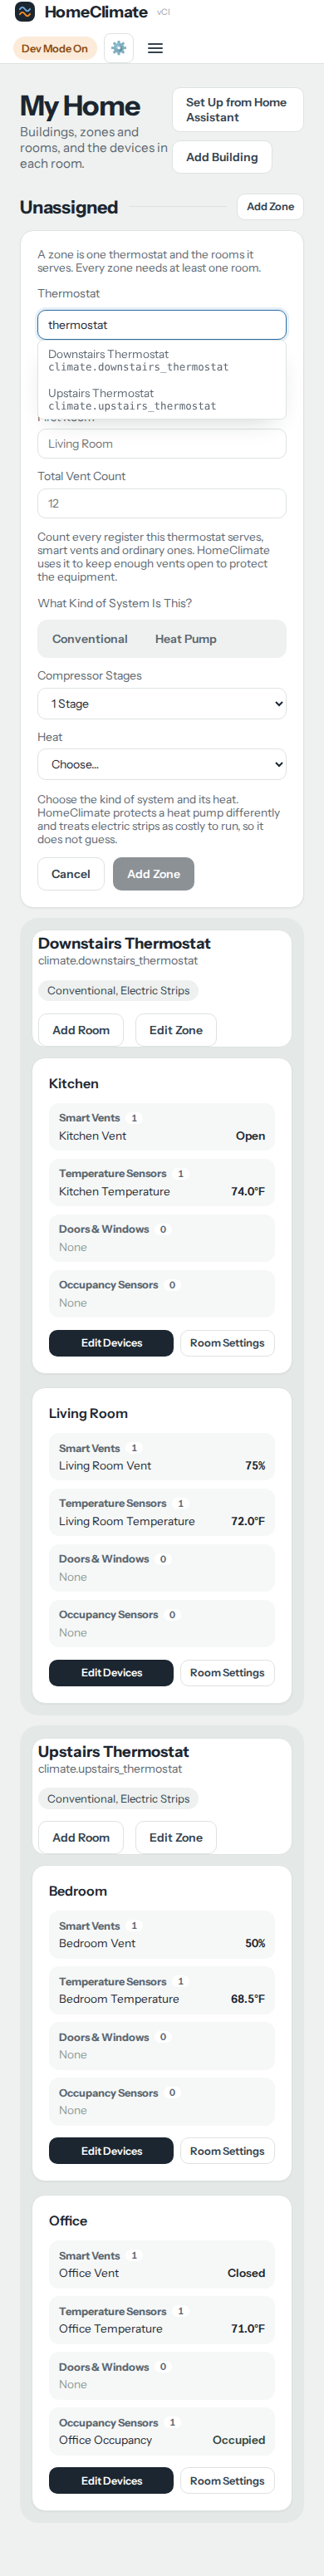 HomeClimate vCI
Dev Mode On
My Home
Buildings, zones and
rooms, and the devices in
each room.
Set Up from Home
Assistant
Add Building
Unassigned
Add Zone
A zone is one thermostat and the rooms it
serves. Every zone needs at least one room.
Thermostat
thermostat
Downstairs Thermostat
climate.downstairs_thermostat
Upstairs Thermostat
climate.upstairs_thermostat
Living Room
Total Vent Count
12
Count every register this thermostat serves,
smart vents and ordinary ones. HomeClimate
uses it to keep enough vents open to protect
the equipment.
What Kind of System Is This?
Conventional Heat Pump
Compressor Stages
1 Stage
Heat
Choose...
Choose the kind of system and its heat.
HomeClimate protects a heat pump differently
and treats electric strips as costly to run, so it
does not guess.
Cancel Add Zone
Downstairs Thermostat
climate.downstairs_thermostat
Conventional, Electric Strips
Add Room Edit Zone
Kitchen
Smart Vents 1
Kitchen Vent Open
Temperature Sensors 1
Kitchen Temperature 74.0°F
Doors & Windows 0
None
Occupancy Sensors 0
None
Edit Devices Room Settings
Living Room
Smart Vents 1
Living Room Vent 75%
Temperature Sensors 1
Living Room Temperature 72.0°F
Doors & Windows 0
None
Occupancy Sensors 0
None
Edit Devices Room Settings
Upstairs Thermostat
climate.upstairs_thermostat
Conventional, Electric Strips
Add Room Edit Zone
Bedroom
Smart Vents 1
Bedroom Vent 50%
Temperature Sensors 1
Bedroom Temperature 68.5°F
Doors & Windows 0
None
Occupancy Sensors 0
None
Edit Devices Room Settings
Office
Smart Vents 1
Office Vent Closed
Temperature Sensors 1
Office Temperature 71.0°F
Doors & Windows 0
None
Occupancy Sensors 1
Office Occupancy Occupied
Edit Devices Room Settings